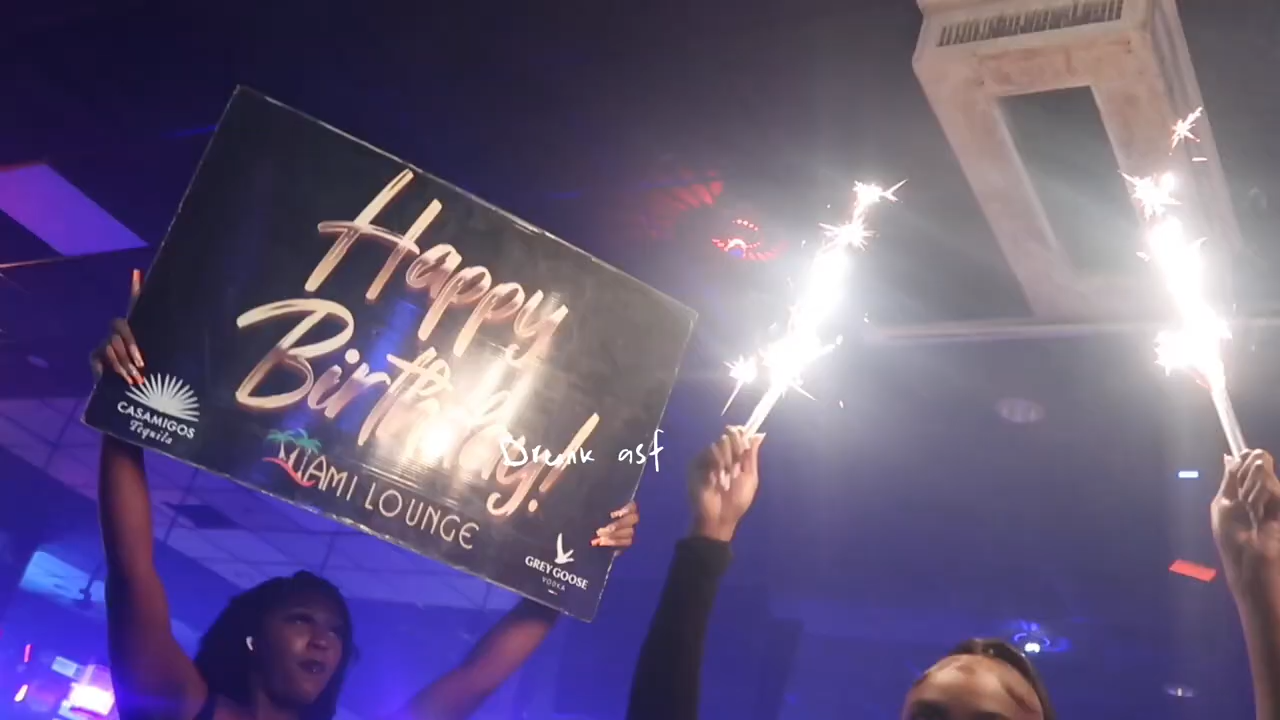 Happy
Birthday!
Drunk asf
CASAMIGOS
Tequila
MIAMI LOUNGE
GREY GOOSE
VODKA